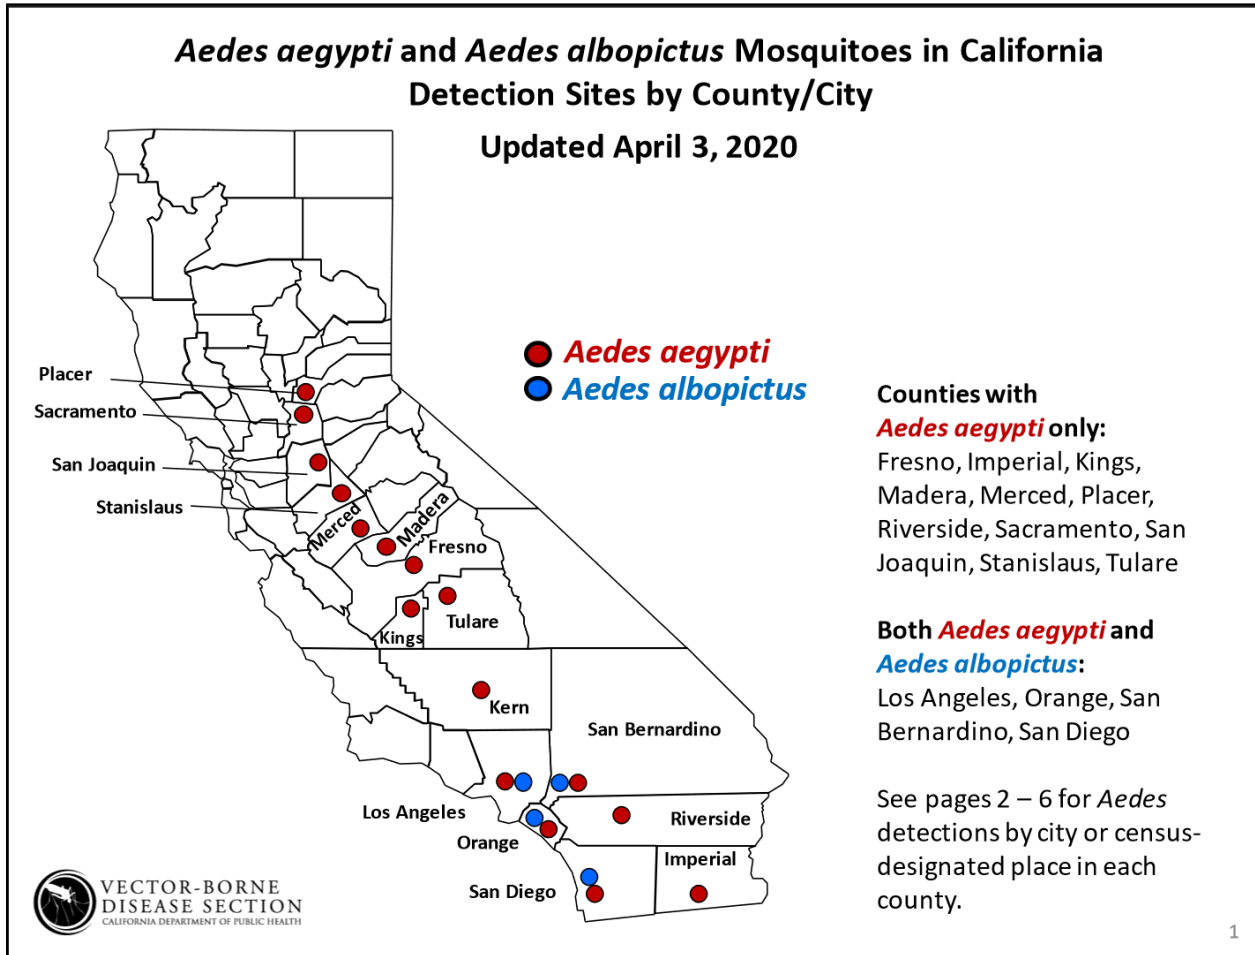 Aedes aegypti and Aedes albopictus Mosquitoes in California
Detection Sites by County/City
Updated April 3, 2020
Aedes aegypti
Aedes albopictus
Placer
Sacramento
San Joaquin
Stanislaus
Merced
Madera
Fresno
Kings
Tulare
Kern
San Bernardino
Los Angeles
Orange
Riverside
San Diego
Imperial
Counties with
Aedes aegypti only:
Fresno, Imperial, Kings,
Madera, Merced, Placer,
Riverside, Sacramento, San
Joaquin, Stanislaus, Tulare
Both Aedes aegypti and
Aedes albopictus:
Los Angeles, Orange, San
Bernardino, San Diego
See pages 2 – 6 for Aedes
detections by city or census-
designated place in each
county.
VECTOR-BORNE
DISEASE SECTION
CALIFORNIA DEPARTMENT OF PUBLIC HEALTH
1